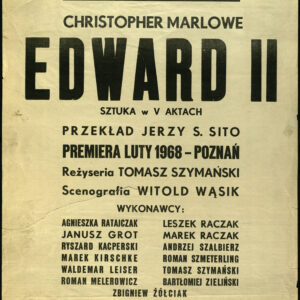 CHRISTOPHER MARLOWE
EDWARD II
SZTUKA w V AKTACH
PRZEKŁAD JERZY S. SITO
PREMIERA LUTY 1968 – POZNAŃ
Reżyseria TOMASZ SZYMAŃSKI
Scenografia WITOLD WĄSIK
WYKONAWCY:
AGNIESZKA RATAJCZAK LESZEK RACZAK
JANUSZ GROT MAREK RACZAK
RYSZARD KACPERSKI ANDRZEJ SZALBIERZ
MAREK KIRSCHKE ROMAN SZMETERLING
WALDEMAR LEISER TOMASZ SZYMAŃSKI
ROMAN MELEROWICZ BARTŁOMIEJ ZIELIŃSKI
ZBIGNIEW ŻÓŁCIAK